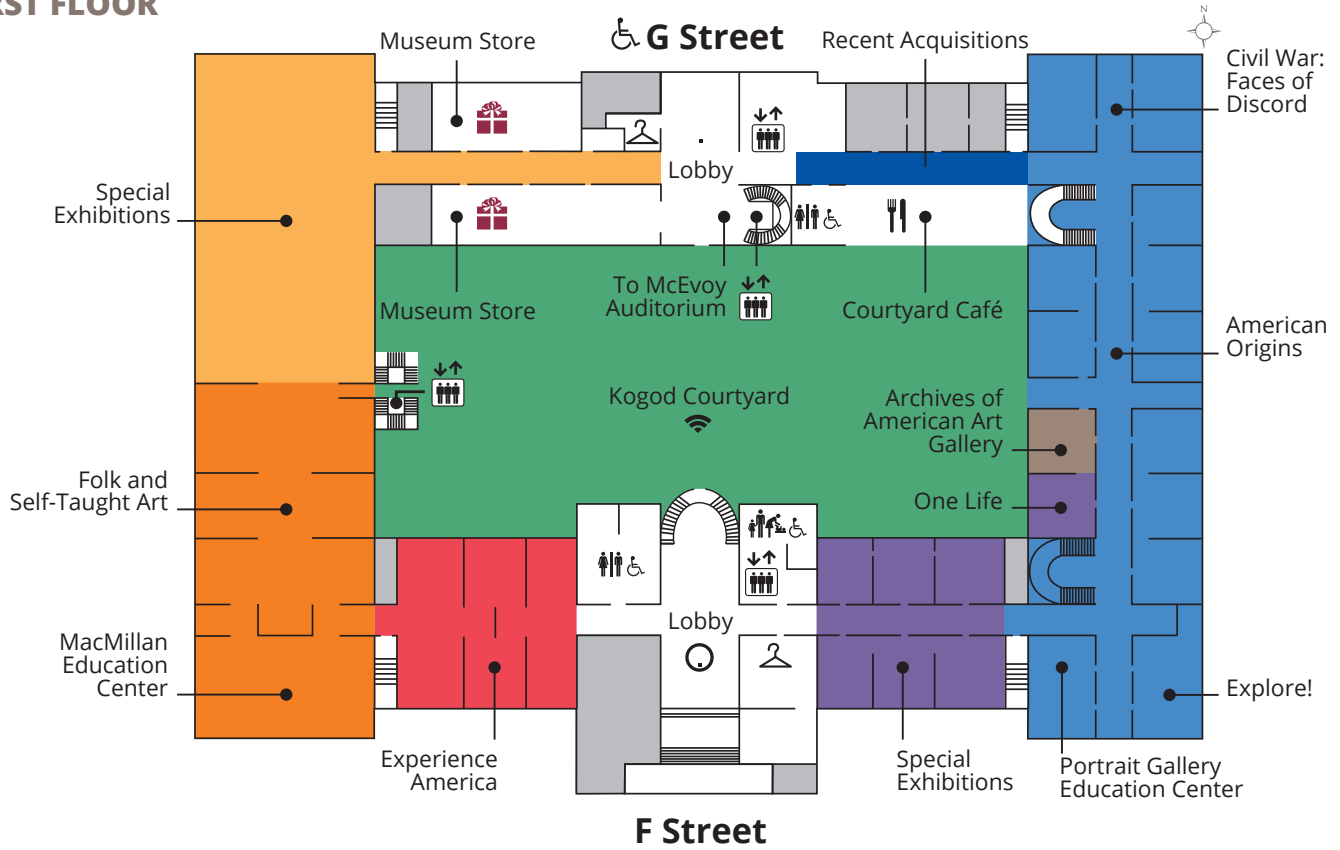 FIRST FLOOR
N
G Street
Museum Store
Recent Acquisitions
Civil War:
Faces of
Discord
Lobby
Special
Exhibitions
Museum Store
To McEvoy
Auditorium
Courtyard Café
American
Origins
Kogod Courtyard
Archives of
American Art
Gallery
Folk and
Self-Taught Art
One Life
Lobby
MacMillan
Education
Center
Explore!
Experience
America
Special
Exhibitions
Portrait Gallery
Education Center
F Street